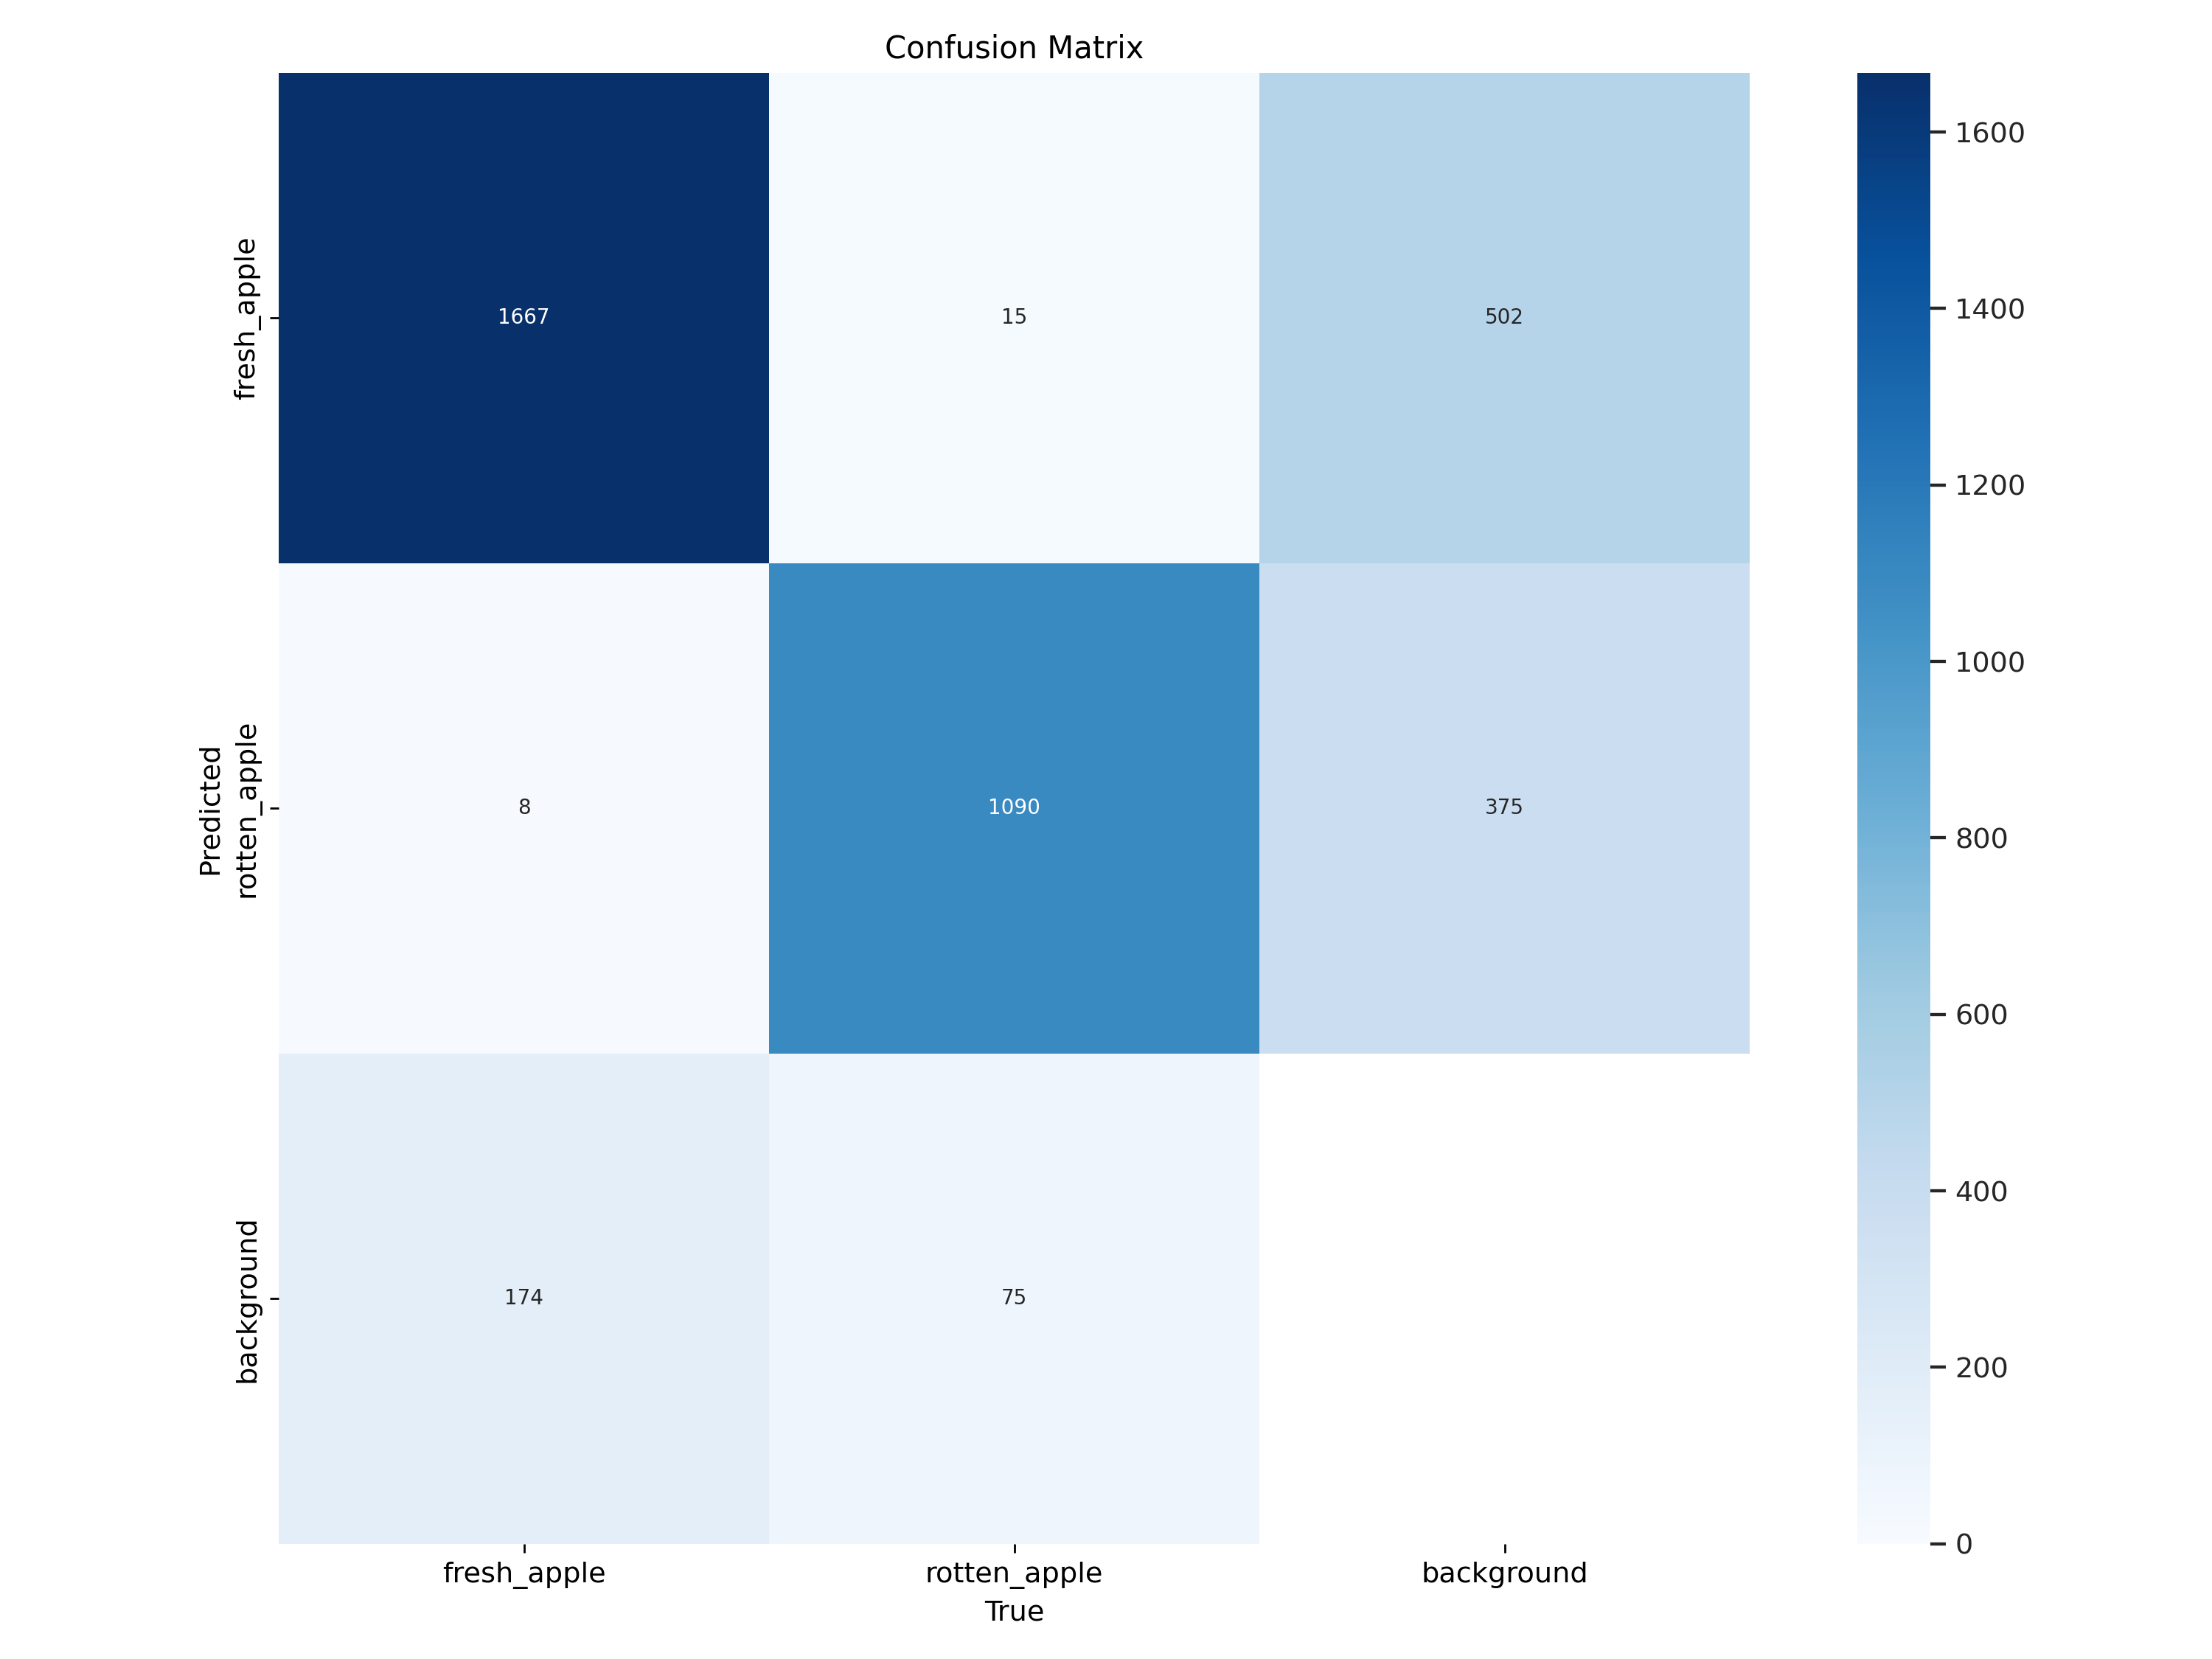 Confusion Matrix
fresh_apple
1667
15
502
Predicted
rotten_apple
8
1090
375
background
174
75
fresh_apple
rotten_apple
background
True
1600
1400
1200
1000
800
600
400
200
0